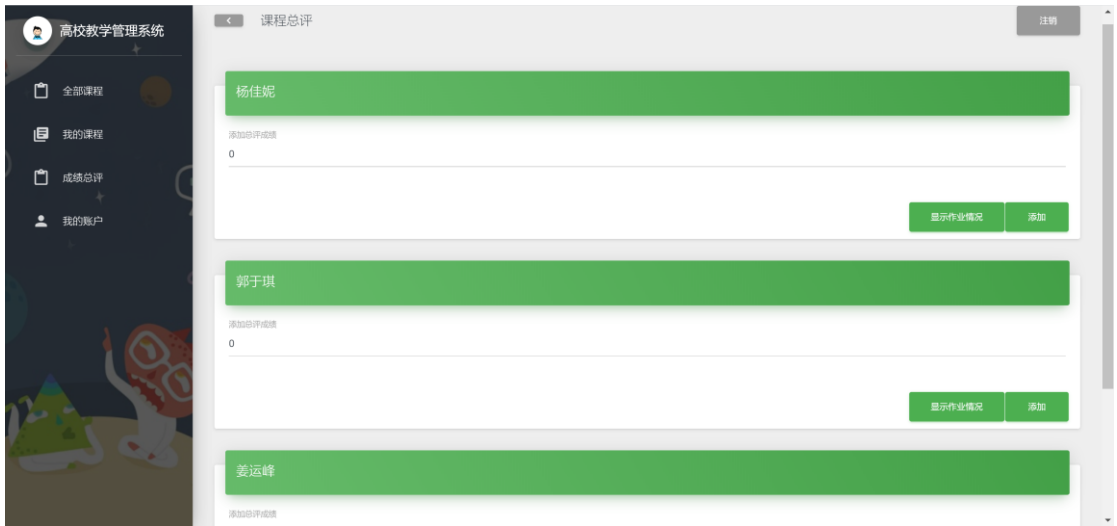 高校教学管理系统
全部课程
我的课程
成绩总评
我的账户
课程总评
注销
杨佳妮
添加总评成绩
0
显示作业情况
添加
郭于琪
添加总评成绩
0
显示作业情况
添加
姜运峰
添加总评成绩